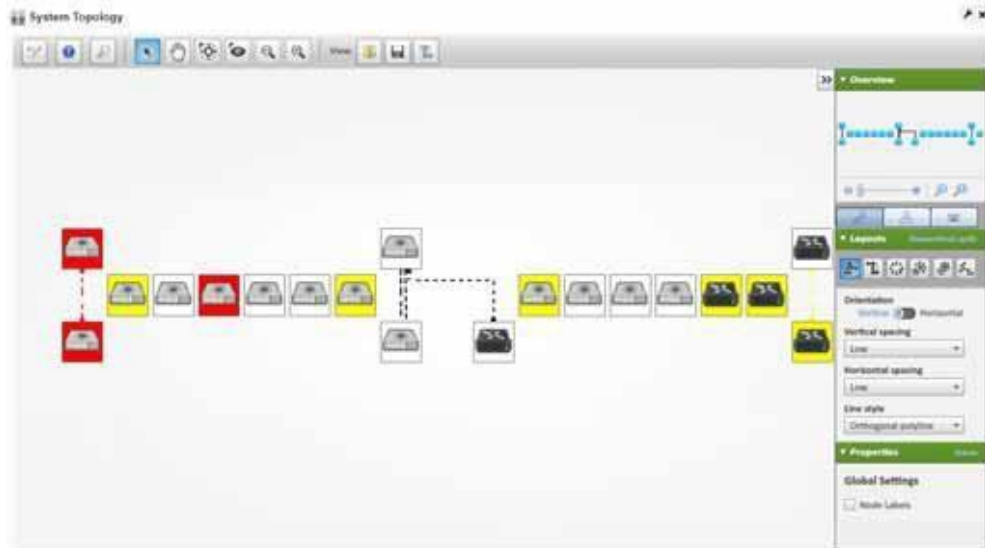 System Topology
View
Overview
Layouts
Orientation
Vertical Horizontal
Vertical spacing
Low
Horizontal spacing
Low
Line style
Orthogonal polyline
Properties
Global Settings
Node Labels